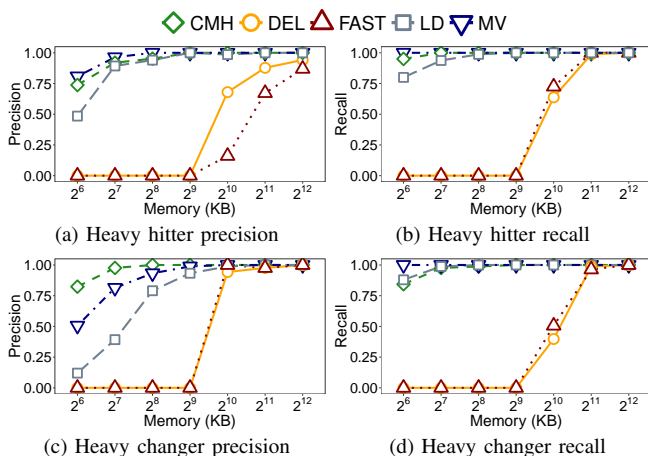 CMH DEL FAST LD MV
1.00 1.00
0.75 0.75
0.50 0.50
0.25 0.25
0.00 0.00
Precision Recall
2^6 2^7 2^8 2^9 2^10 2^11 2^12 2^6 2^7 2^8 2^9 2^10 2^11 2^12
Memory (KB) Memory (KB)
(a) Heavy hitter precision (b) Heavy hitter recall
1.00 1.00
0.75 0.75
0.50 0.50
0.25 0.25
0.00 0.00
Precision Recall
2^6 2^7 2^8 2^9 2^10 2^11 2^12 2^6 2^7 2^8 2^9 2^10 2^11 2^12
Memory (KB) Memory (KB)
(c) Heavy changer precision (d) Heavy changer recall